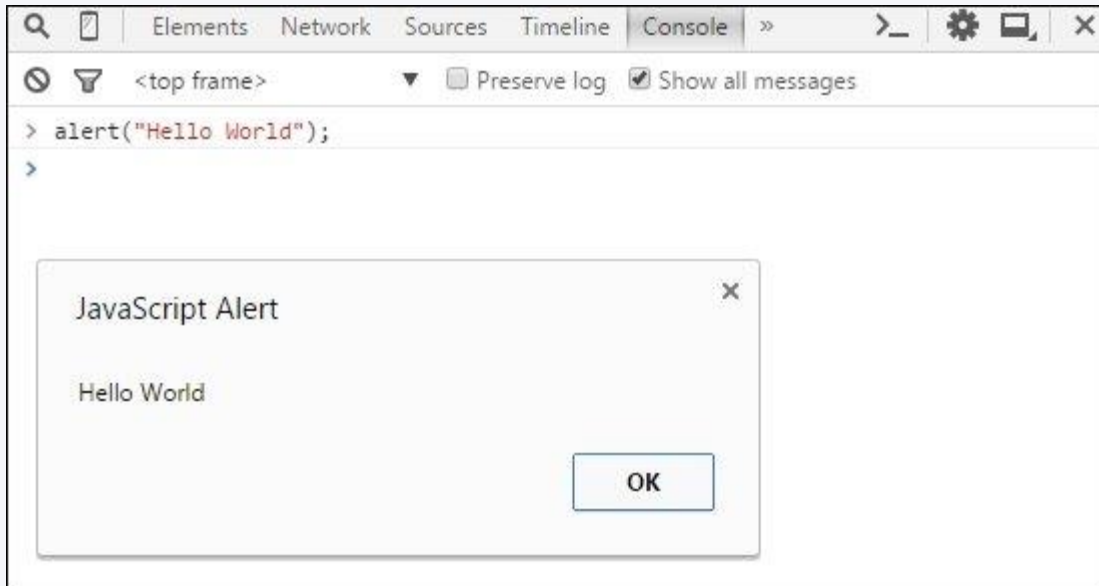 Elements Network Sources Timeline Console »
<top frame> ▼ Preserve log Show all messages
> alert("Hello World");
>
JavaScript Alert
Hello World
OK